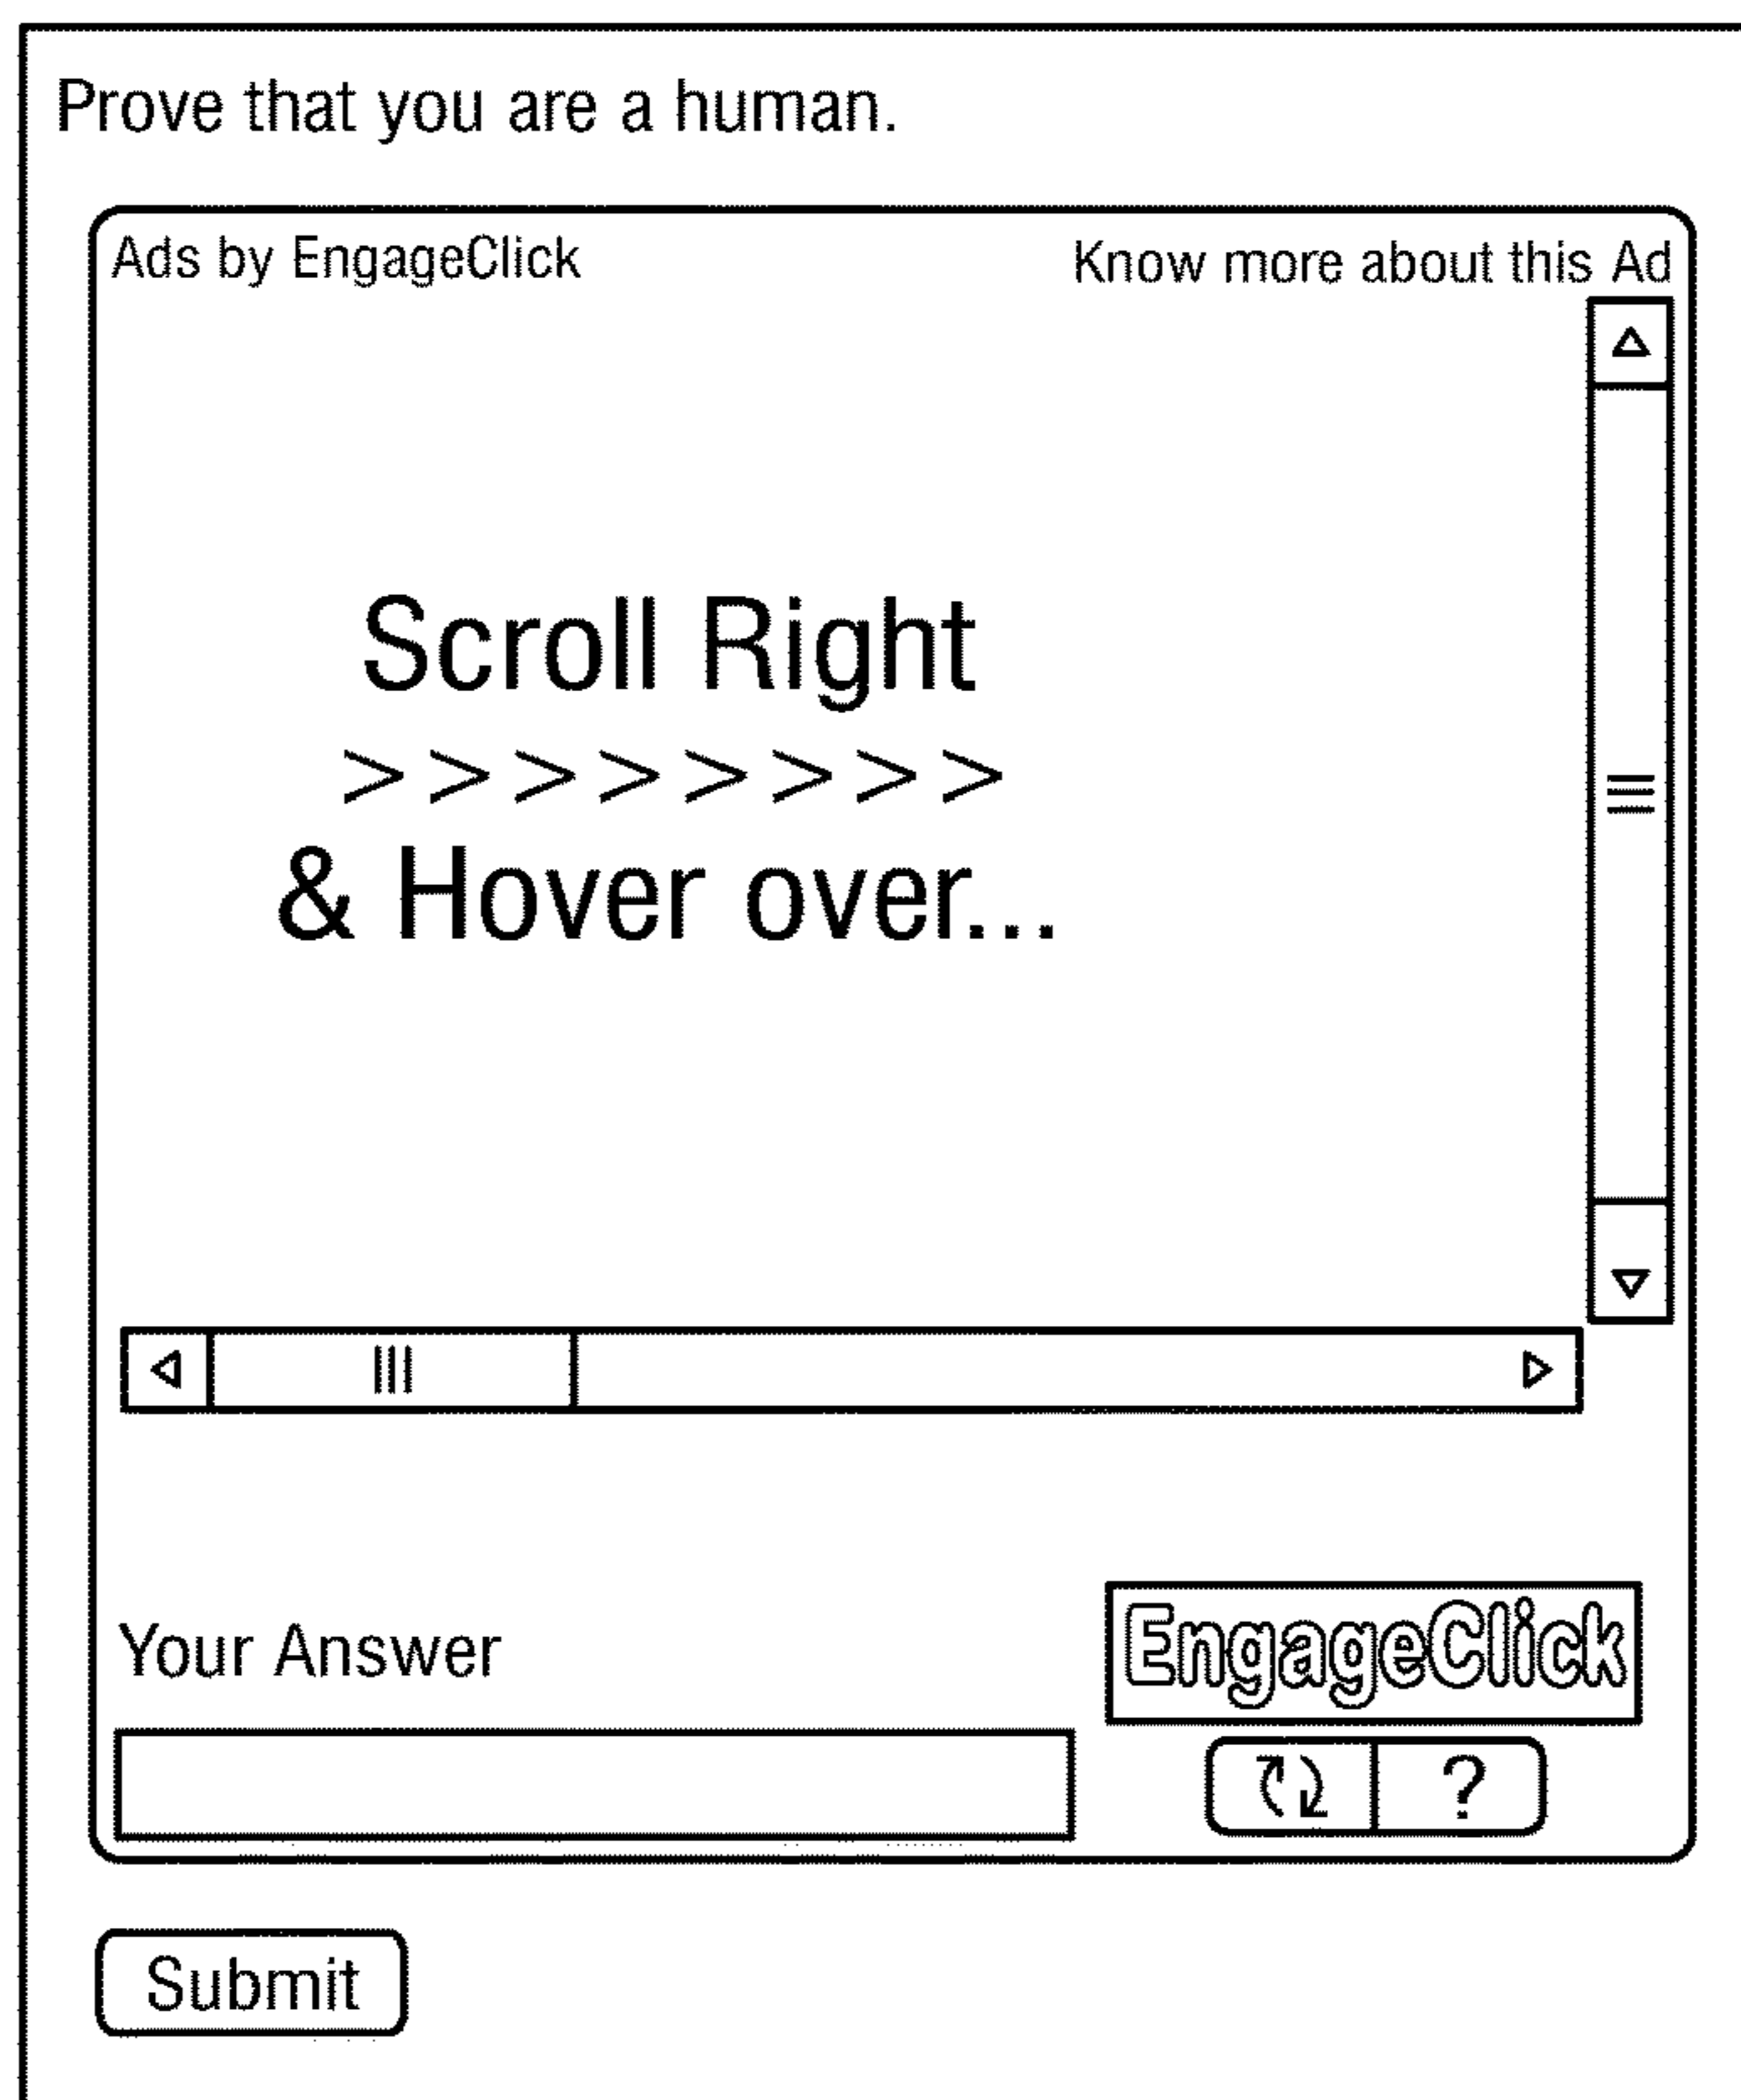 Prove that you are a human.
Ads by EngageClick
Know more about this Ad
Scroll Right
> > > > > > > >
& Hover over...
Your Answer
EngageClick
?
Submit